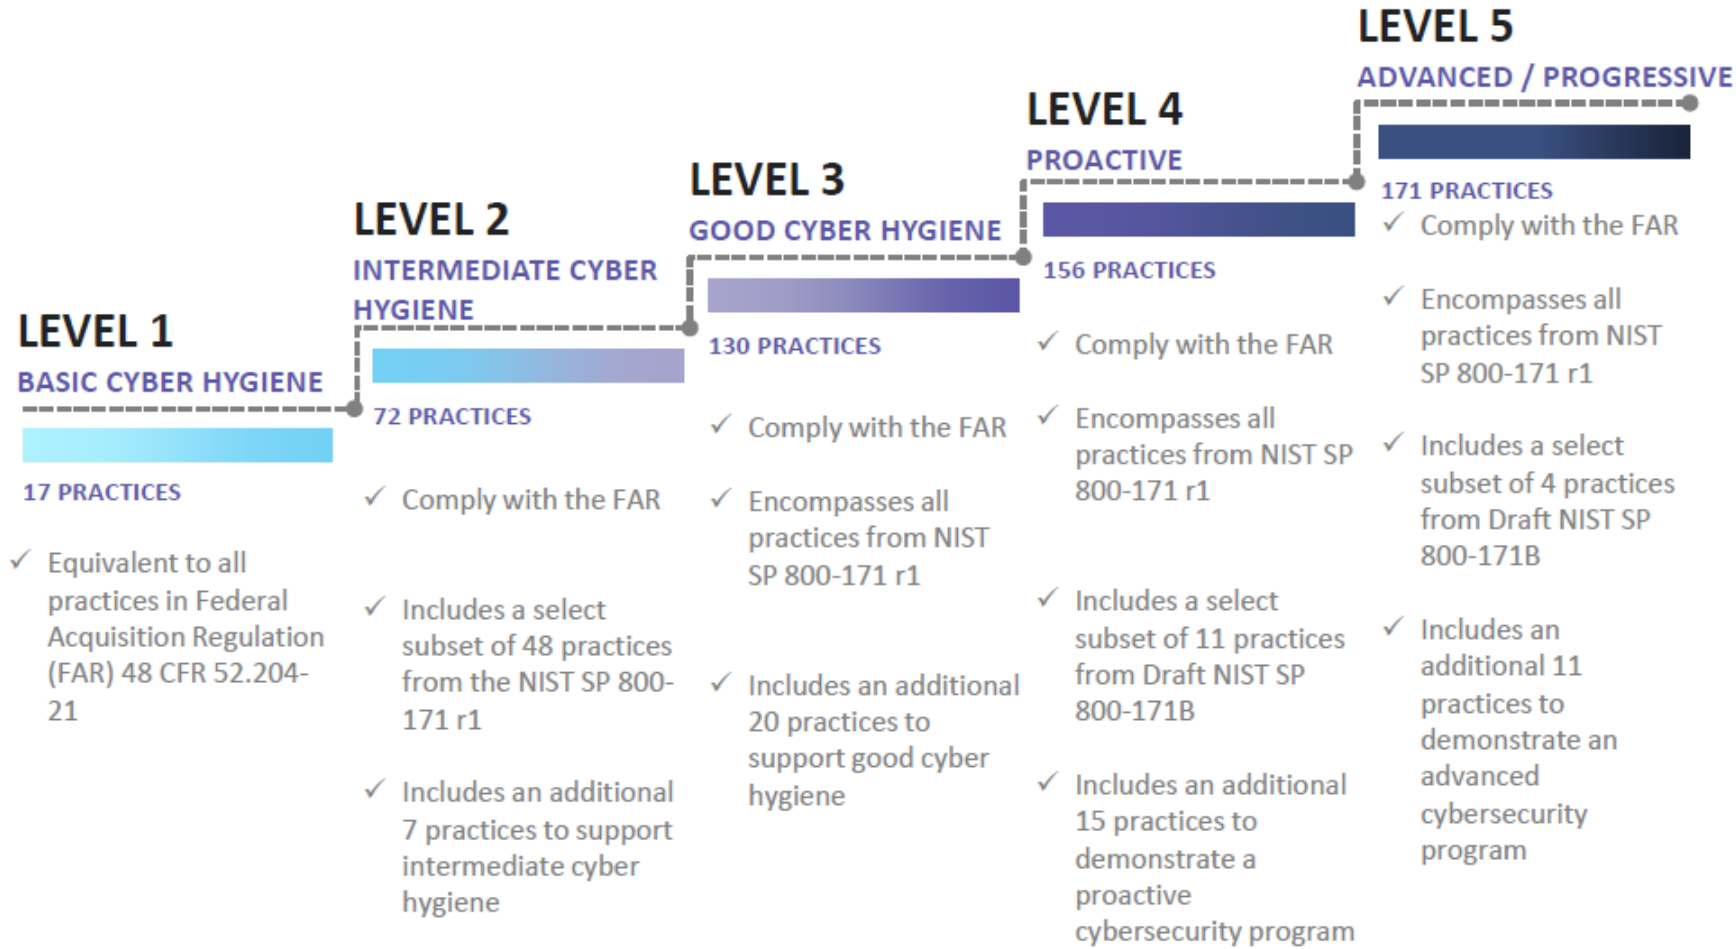 LEVEL 1
BASIC CYBER HYGIENE
17 PRACTICES
✓ Equivalent to all
practices in Federal
Acquisition Regulation
(FAR) 48 CFR 52.204-
21
LEVEL 2
INTERMEDIATE CYBER
HYGIENE
72 PRACTICES
✓ Comply with the FAR
✓ Includes a select
subset of 48 practices
from the NIST SP 800-
171 r1
✓ Includes an additional
7 practices to support
intermediate cyber
hygiene
LEVEL 3
GOOD CYBER HYGIENE
130 PRACTICES
✓ Comply with the FAR
✓ Encompasses all
practices from NIST
SP 800-171 r1
✓ Includes an additional
20 practices to
support good cyber
hygiene
LEVEL 4
PROACTIVE
156 PRACTICES
✓ Comply with the FAR
✓ Encompasses all
practices from NIST SP
800-171 r1
✓ Includes a select
subset of 11 practices
from Draft NIST SP
800-171B
✓ Includes an additional
15 practices to
demonstrate a
proactive
cybersecurity program
LEVEL 5
ADVANCED / PROGRESSIVE
171 PRACTICES
✓ Comply with the FAR
✓ Encompasses all
practices from NIST
SP 800-171 r1
✓ Includes a select
subset of 4 practices
from Draft NIST SP
800-171B
✓ Includes an
additional 11
practices to
demonstrate an
advanced
cybersecurity
program